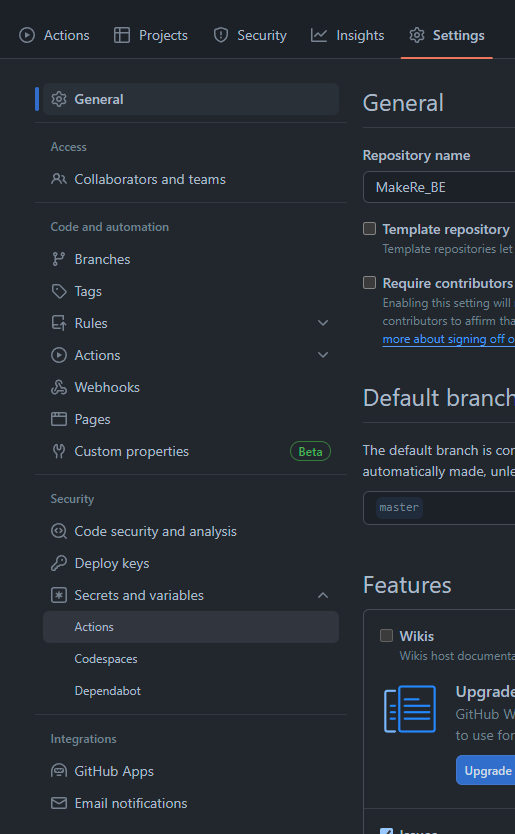 Actions Projects Security Insights Settings
General
Access
Collaborators and teams
Code and automation
Branches
Tags
Rules
Actions
Webhooks
Pages
Custom properties Beta
Security
Code security and analysis
Deploy keys
Secrets and variables
Actions
Codespaces
Dependabot
Integrations
GitHub Apps
Email notifications
General
Repository name
MakeRe_BE
Template repository
Template repositories let
Require contributors
Enabling this setting will
contributors to affirm tha
more about signing off o
Default branch
The default branch is con
automatically made, unle
master
Features
Wikis
Wikis host documenta
Upgrade
GitHub W
to use for
Upgrade
Issues